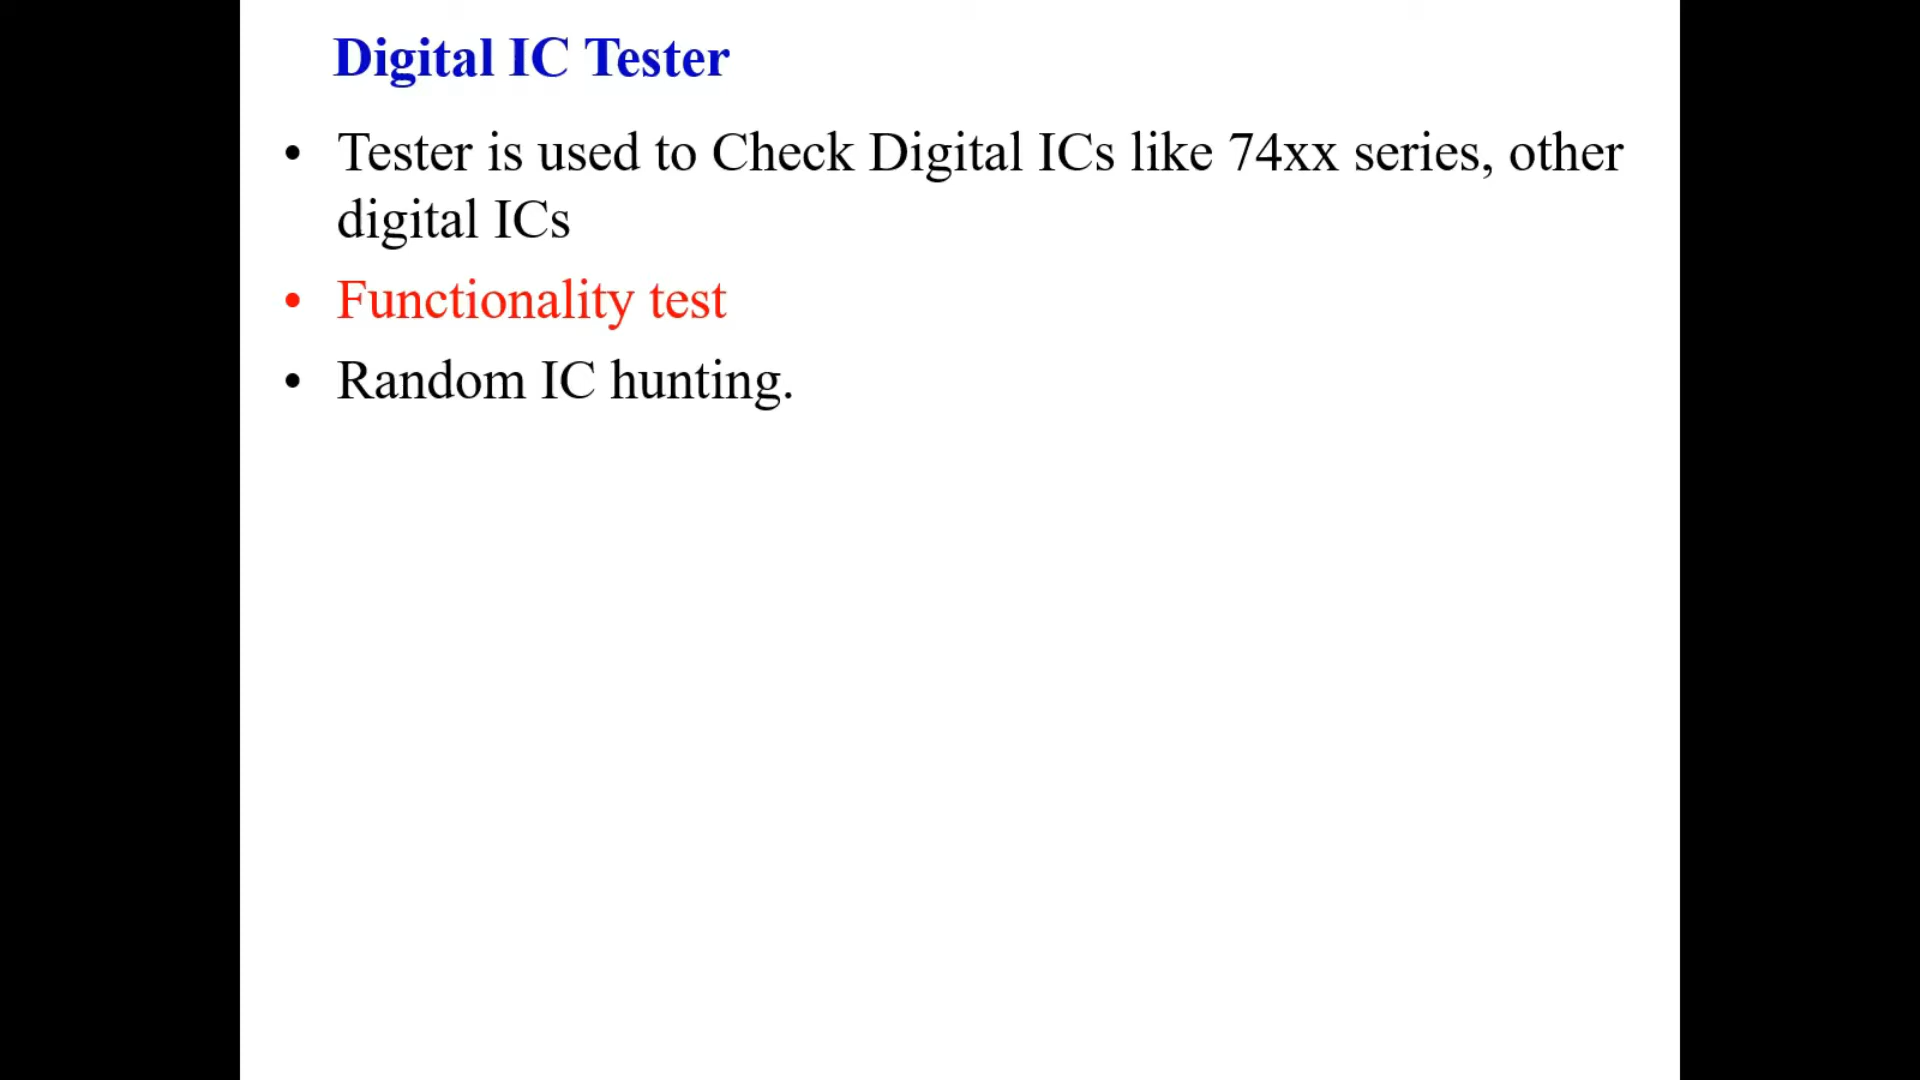 Digital IC Tester
• Tester is used to Check Digital ICs like 74xx series, other
digital ICs
• Functionality test
• Random IC hunting.